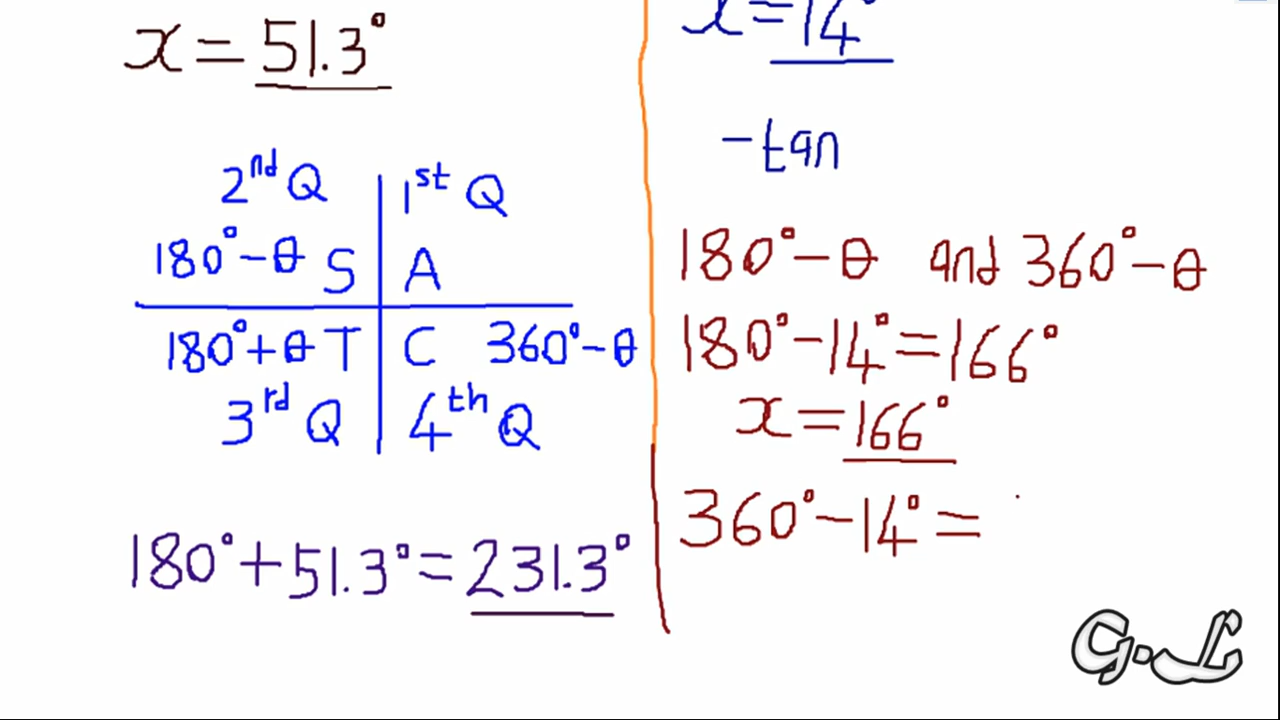 x = 51.3°
2nd Q 1st Q
180° - θ S A
180° + θ T C 360° - θ
3rd Q 4th Q
180° + 51.3° = 231.3°
x = 14°
- tan
180° - θ and 360° - θ
180° - 14° = 166°
x = 166°
360° - 14° =
G.L